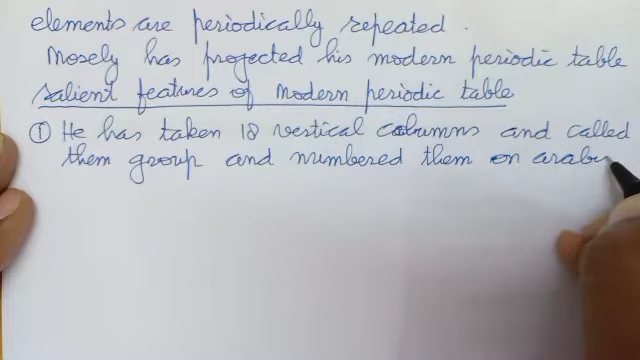 elements are periodically repeated.
Mosely has projected his modern periodic table
salient features of modern periodic table
① He has taken 18 vertical columns and called
them group and numbered them on arabu